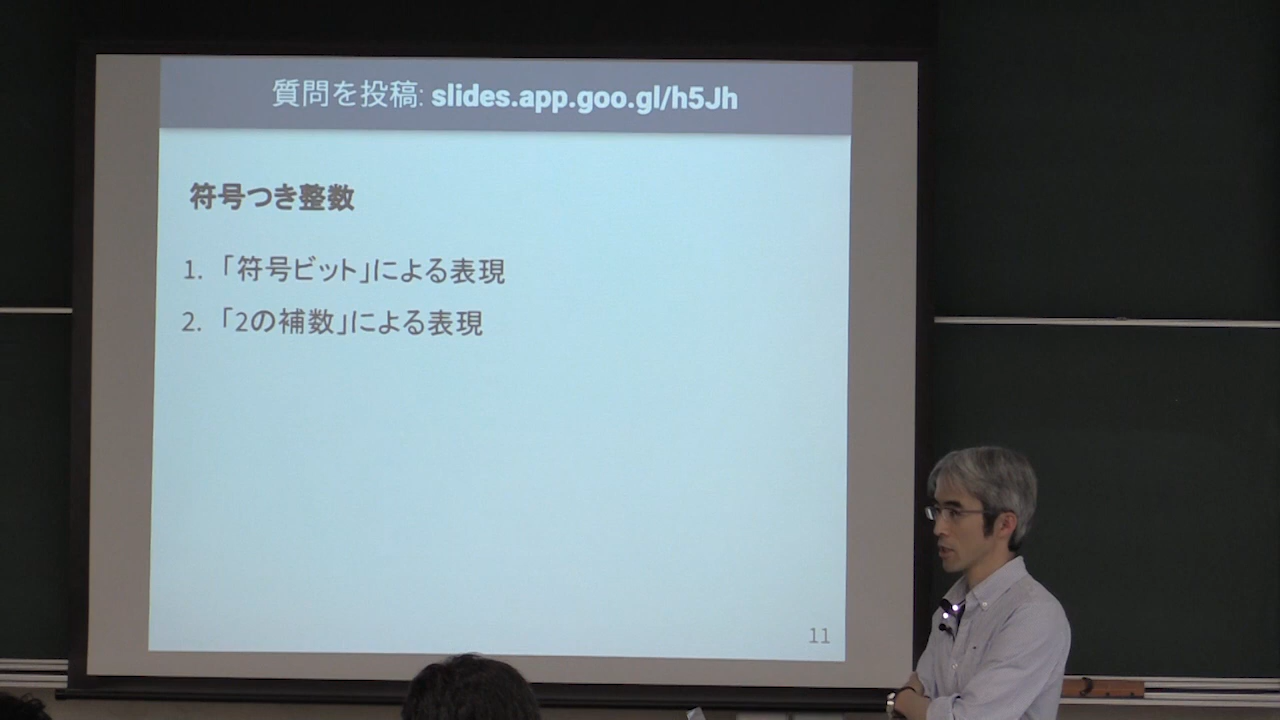 質問を投稿: slides.app.goo.gl/h5Jh
符号つき整数
1. 「符号ビット」による表現
2. 「2の補数」による表現
11